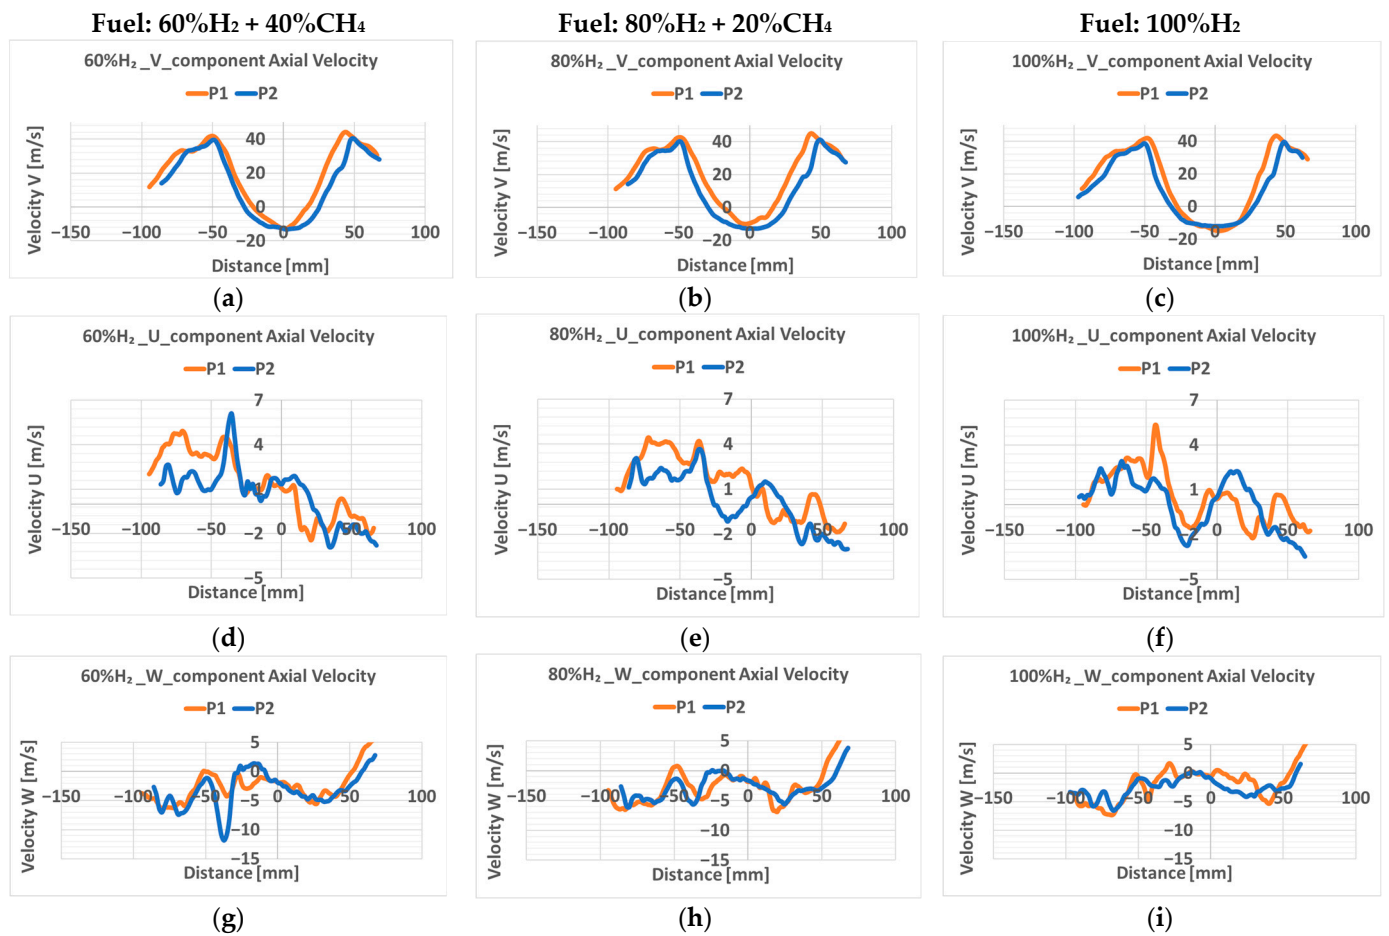 Fuel: 60%H₂ + 40%CH₄
Fuel: 80%H₂ + 20%CH₄
Fuel: 100%H₂
60%H₂ _V_component Axial Velocity
P1 P2
Velocity V [m/s]
40
20
0
−20
−150 −100 −50 0 50 100
Distance [mm]
(a)
80%H₂ _V_component Axial Velocity
P1 P2
Velocity V [m/s]
40
20
0
−20
−150 −100 −50 0 50 100
Distance [mm]
(b)
100%H₂ _V_component Axial Velocity
P1 P2
Velocity V [m/s]
40
20
0
−20
−150 −100 −50 0 50 100
Distance [mm]
(c)
60%H₂ _U_component Axial Velocity
P1 P2
Velocity U [m/s]
7
4
1
−2
−5
−150 −100 −50 0 50 100
Distance [mm]
(d)
80%H₂ _U_component Axial Velocity
P1 P2
Velocity U [m/s]
7
4
1
−2
−5
−150 −100 −50 0 50 100
Distance [mm]
(e)
100%H₂ _U_component Axial Velocity
P1 P2
Velocity U [m/s]
7
4
1
−2
−5
−150 −100 −50 0 50 100
Distance [mm]
(f)
60%H₂ _W_component Axial Velocity
P1 P2
Velocity W [m/s]
5
0
−5
−10
−15
−150 −100 −50 0 50 100
Distance [mm]
(g)
80%H₂ _W_component Axial Velocity
P1 P2
Velocity W [m/s]
5
0
−5
−10
−15
−150 −100 −50 0 50 100
Distance [mm]
(h)
100%H₂ _W_component Axial Velocity
P1 P2
Velocity W [m/s]
5
0
−5
−10
−15
−150 −100 −50 0 50 100
Distance [mm]
(i)